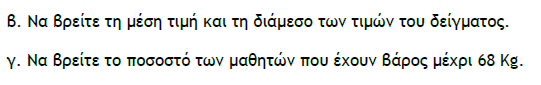 β. Να βρείτε τη μέση τιμή και τη διάμεσο των τιμών του δείγματος.
γ. Να βρείτε το ποσοστό των μαθητών που έχουν βάρος μέχρι 68 Kg.